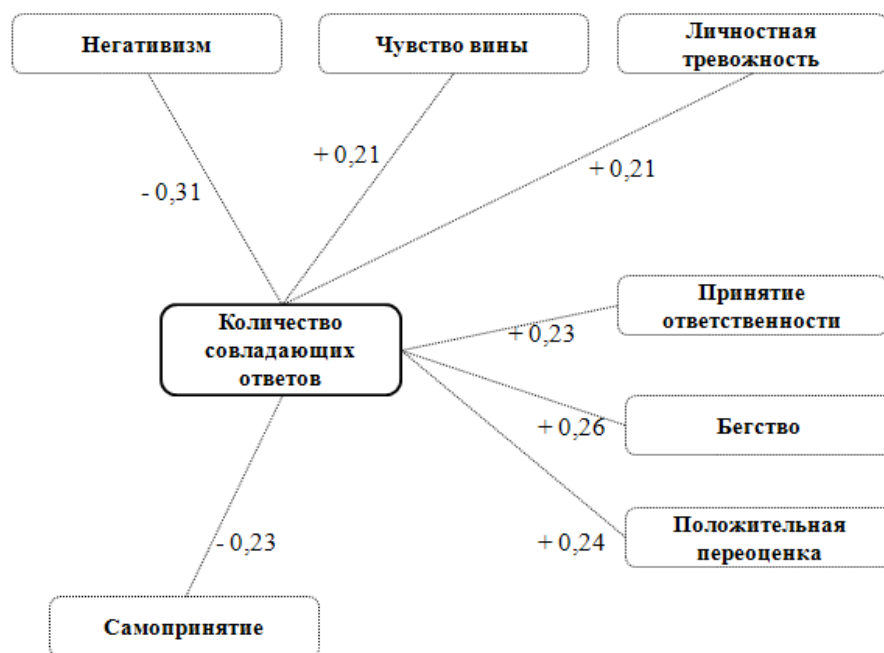 Негативизм
Чувство вины
Личностная
тревожность
- 0,31
+ 0,21
+ 0,21
Количество
совладающих
ответов
Принятие
ответственности
+ 0,23
+ 0,26
Бегство
+ 0,24
Положительная
переоценка
- 0,23
Самопринятие